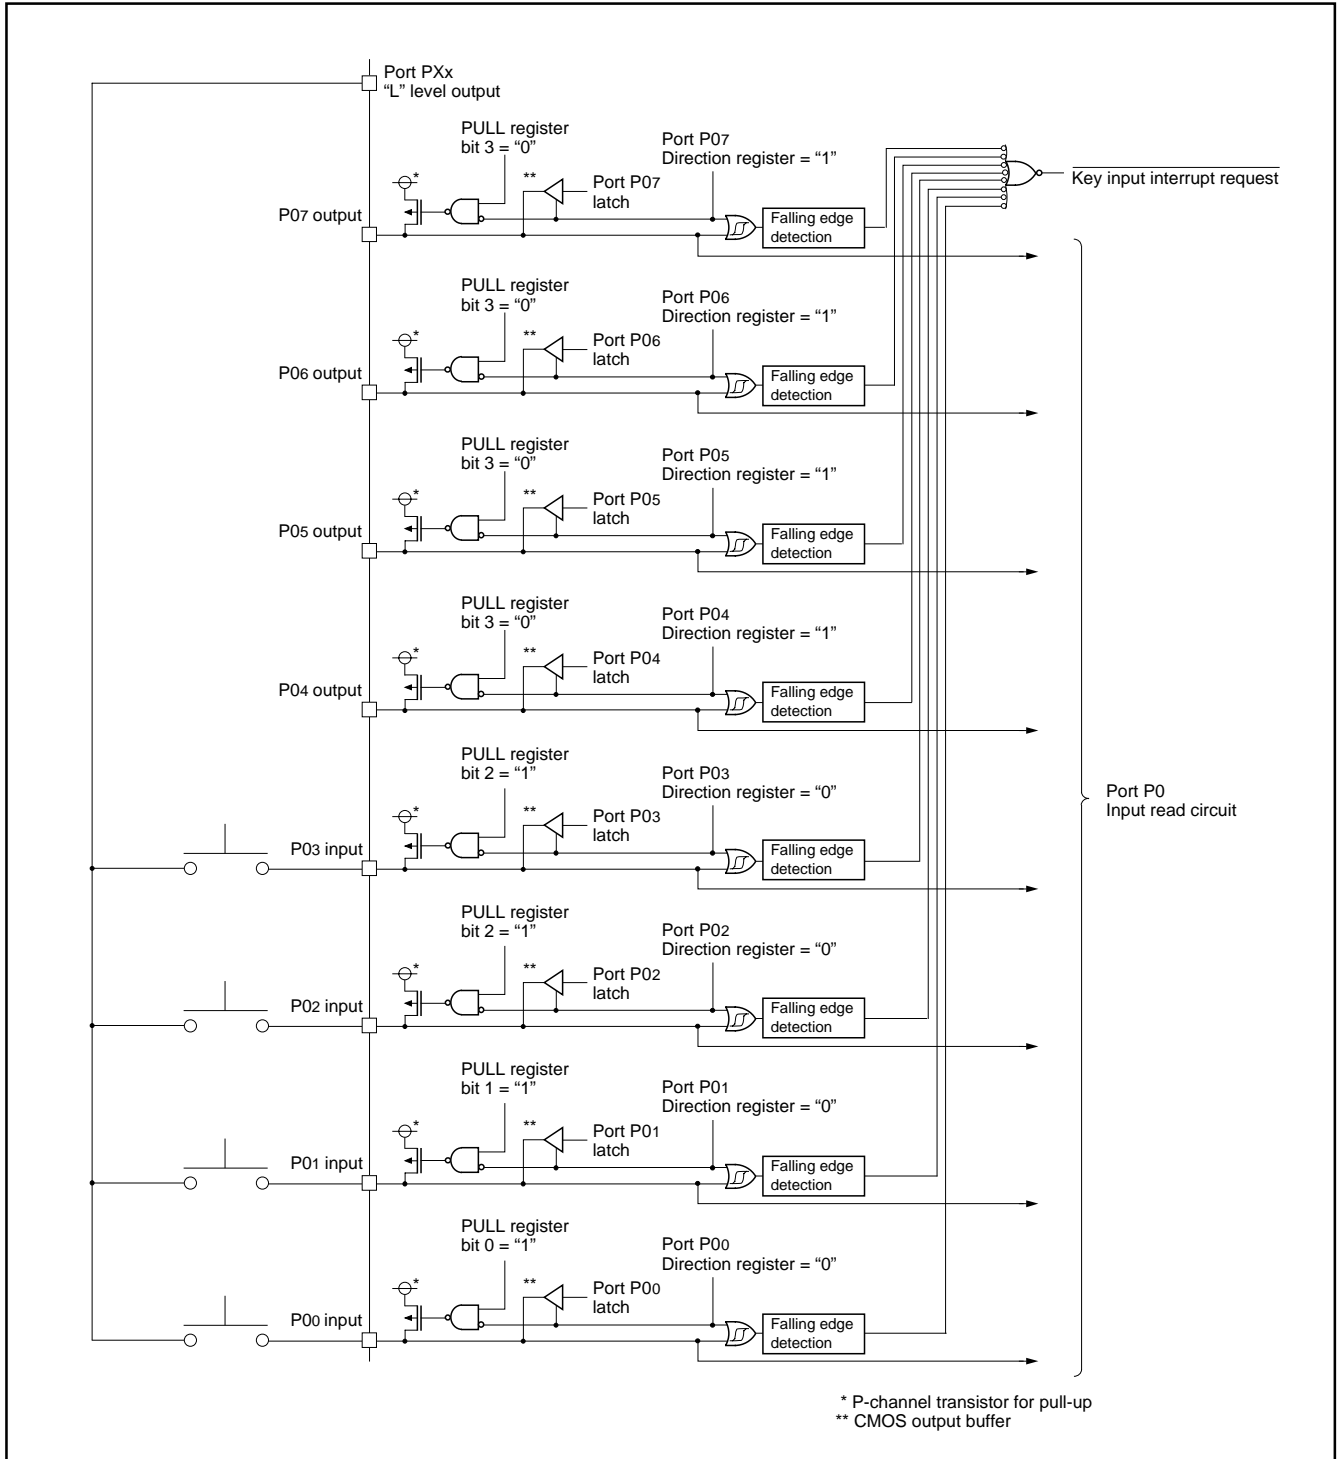 Port PXx
“L” level output
PULL register
bit 3 = “0”
Port P07
Direction register = “1”
*
**
Port P07
latch
P07 output
Falling edge
detection
Key input interrupt request
PULL register
bit 3 = “0”
Port P06
Direction register = “1”
*
**
Port P06
latch
P06 output
Falling edge
detection
PULL register
bit 3 = “0”
Port P05
Direction register = “1”
*
**
Port P05
latch
P05 output
Falling edge
detection
PULL register
bit 3 = “0”
Port P04
Direction register = “1”
*
**
Port P04
latch
P04 output
Falling edge
detection
PULL register
bit 2 = “1”
Port P03
Direction register = “0”
*
**
Port P03
latch
P03 input
Falling edge
detection
Port P0
Input read circuit
PULL register
bit 2 = “1”
Port P02
Direction register = “0”
*
**
Port P02
latch
P02 input
Falling edge
detection
PULL register
bit 1 = “1”
Port P01
Direction register = “0”
*
**
Port P01
latch
P01 input
Falling edge
detection
PULL register
bit 0 = “1”
Port P00
Direction register = “0”
*
**
Port P00
latch
P00 input
Falling edge
detection
* P-channel transistor for pull-up
** CMOS output buffer